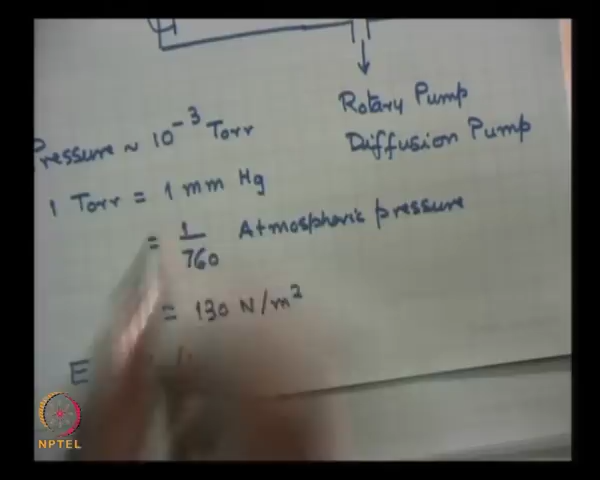 Rotary Pump
Diffusion Pump
Pressure ~ 10⁻³ Torr
1 Torr = 1 mm Hg
= 1/760 Atmospheric pressure
= 130 N/m²
E
NPTEL